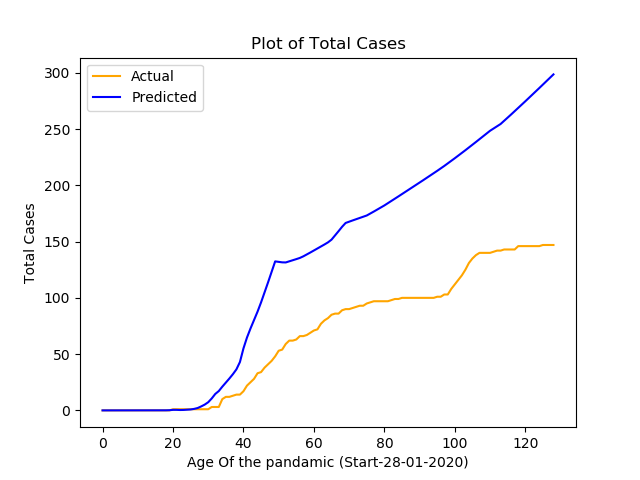 Plot of Total Cases
Actual
Predicted
300
250
200
150
100
50
0
Total Cases
0 20 40 60 80 100 120
Age Of the pandamic (Start-28-01-2020)